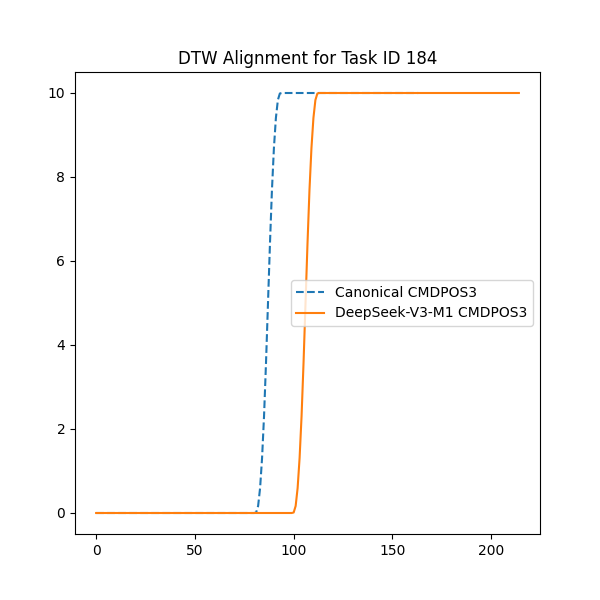 DTW Alignment for Task ID 184
10
8
6
4
2
0
Canonical CMDPOS3
DeepSeek-V3-M1 CMDPOS3
0 50 100 150 200